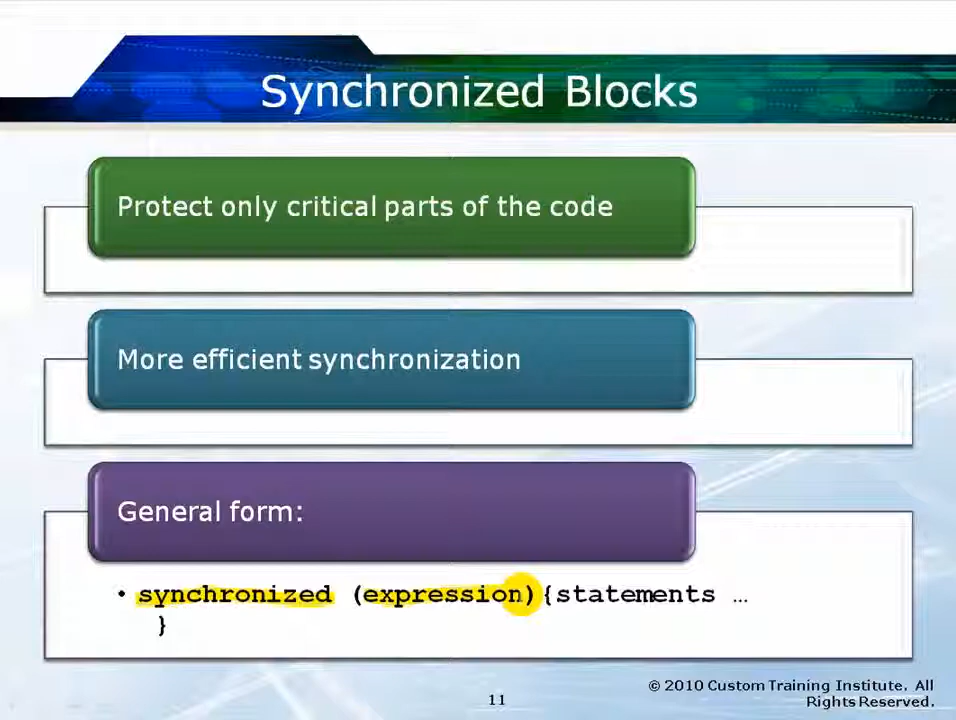 Synchronized Blocks
Protect only critical parts of the code
More efficient synchronization
General form:
• synchronized (expression){statements …
}
11
© 2010 Custom Training Institute. All
Rights Reserved.